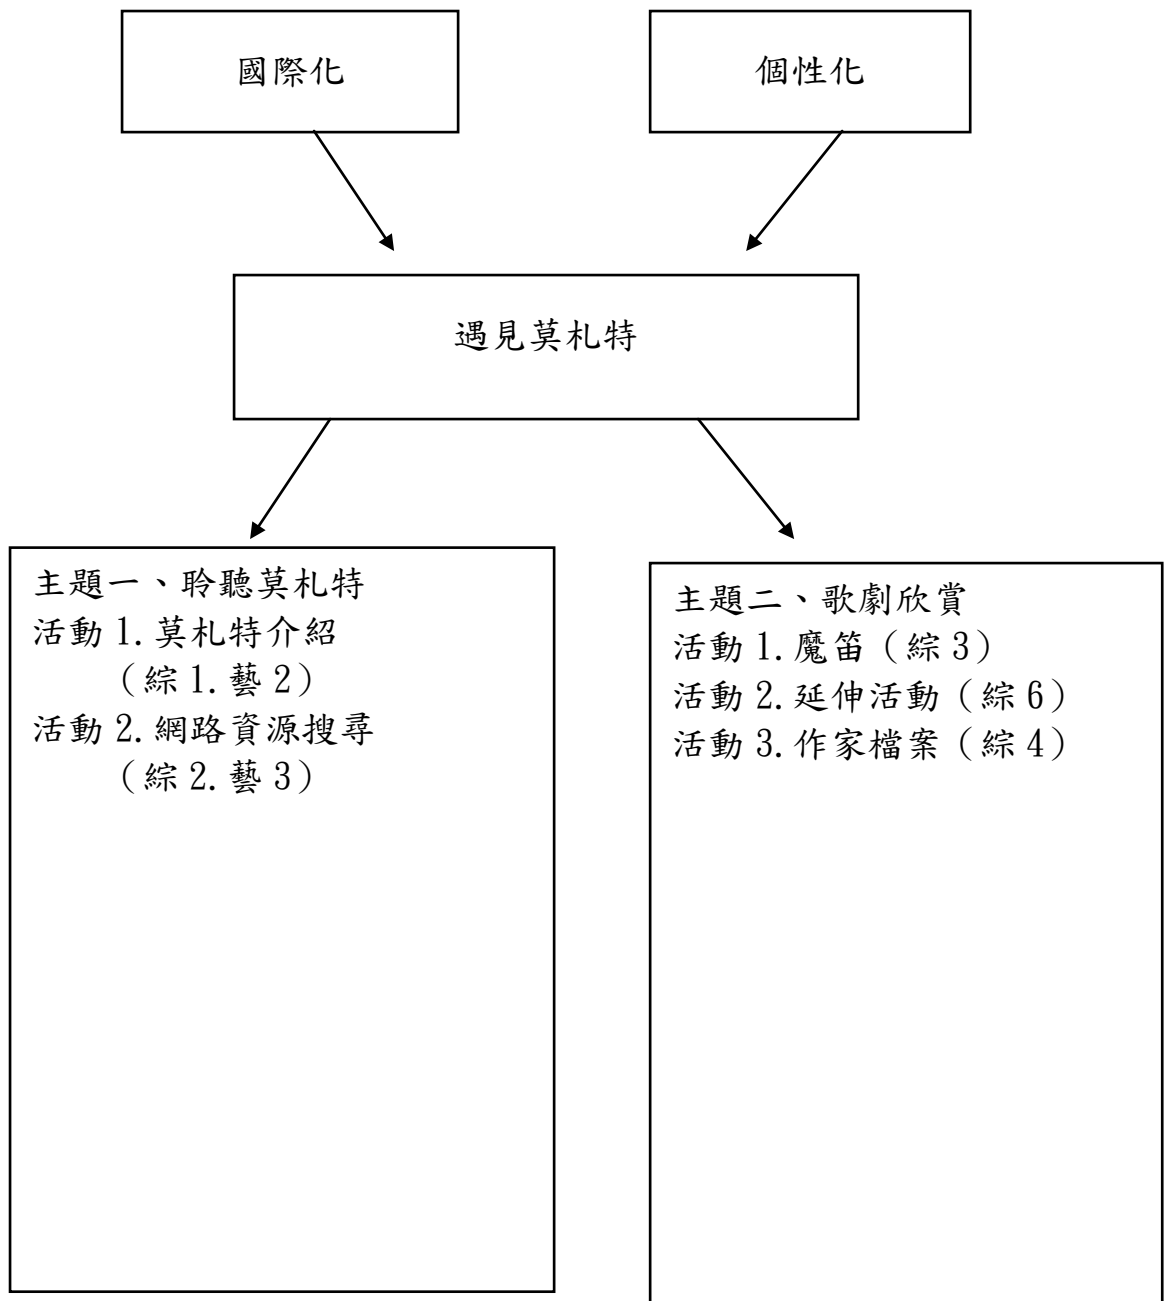 國際化
個性化
遇見莫札特
主題一、聆聽莫札特
活動 1.莫札特介紹
（綜 1.藝 2）
活動 2.網路資源搜尋
（綜 2.藝 3）
主題二、歌劇欣賞
活動 1.魔笛（綜 3）
活動 2.延伸活動（綜 6）
活動 3.作家檔案（綜 4）